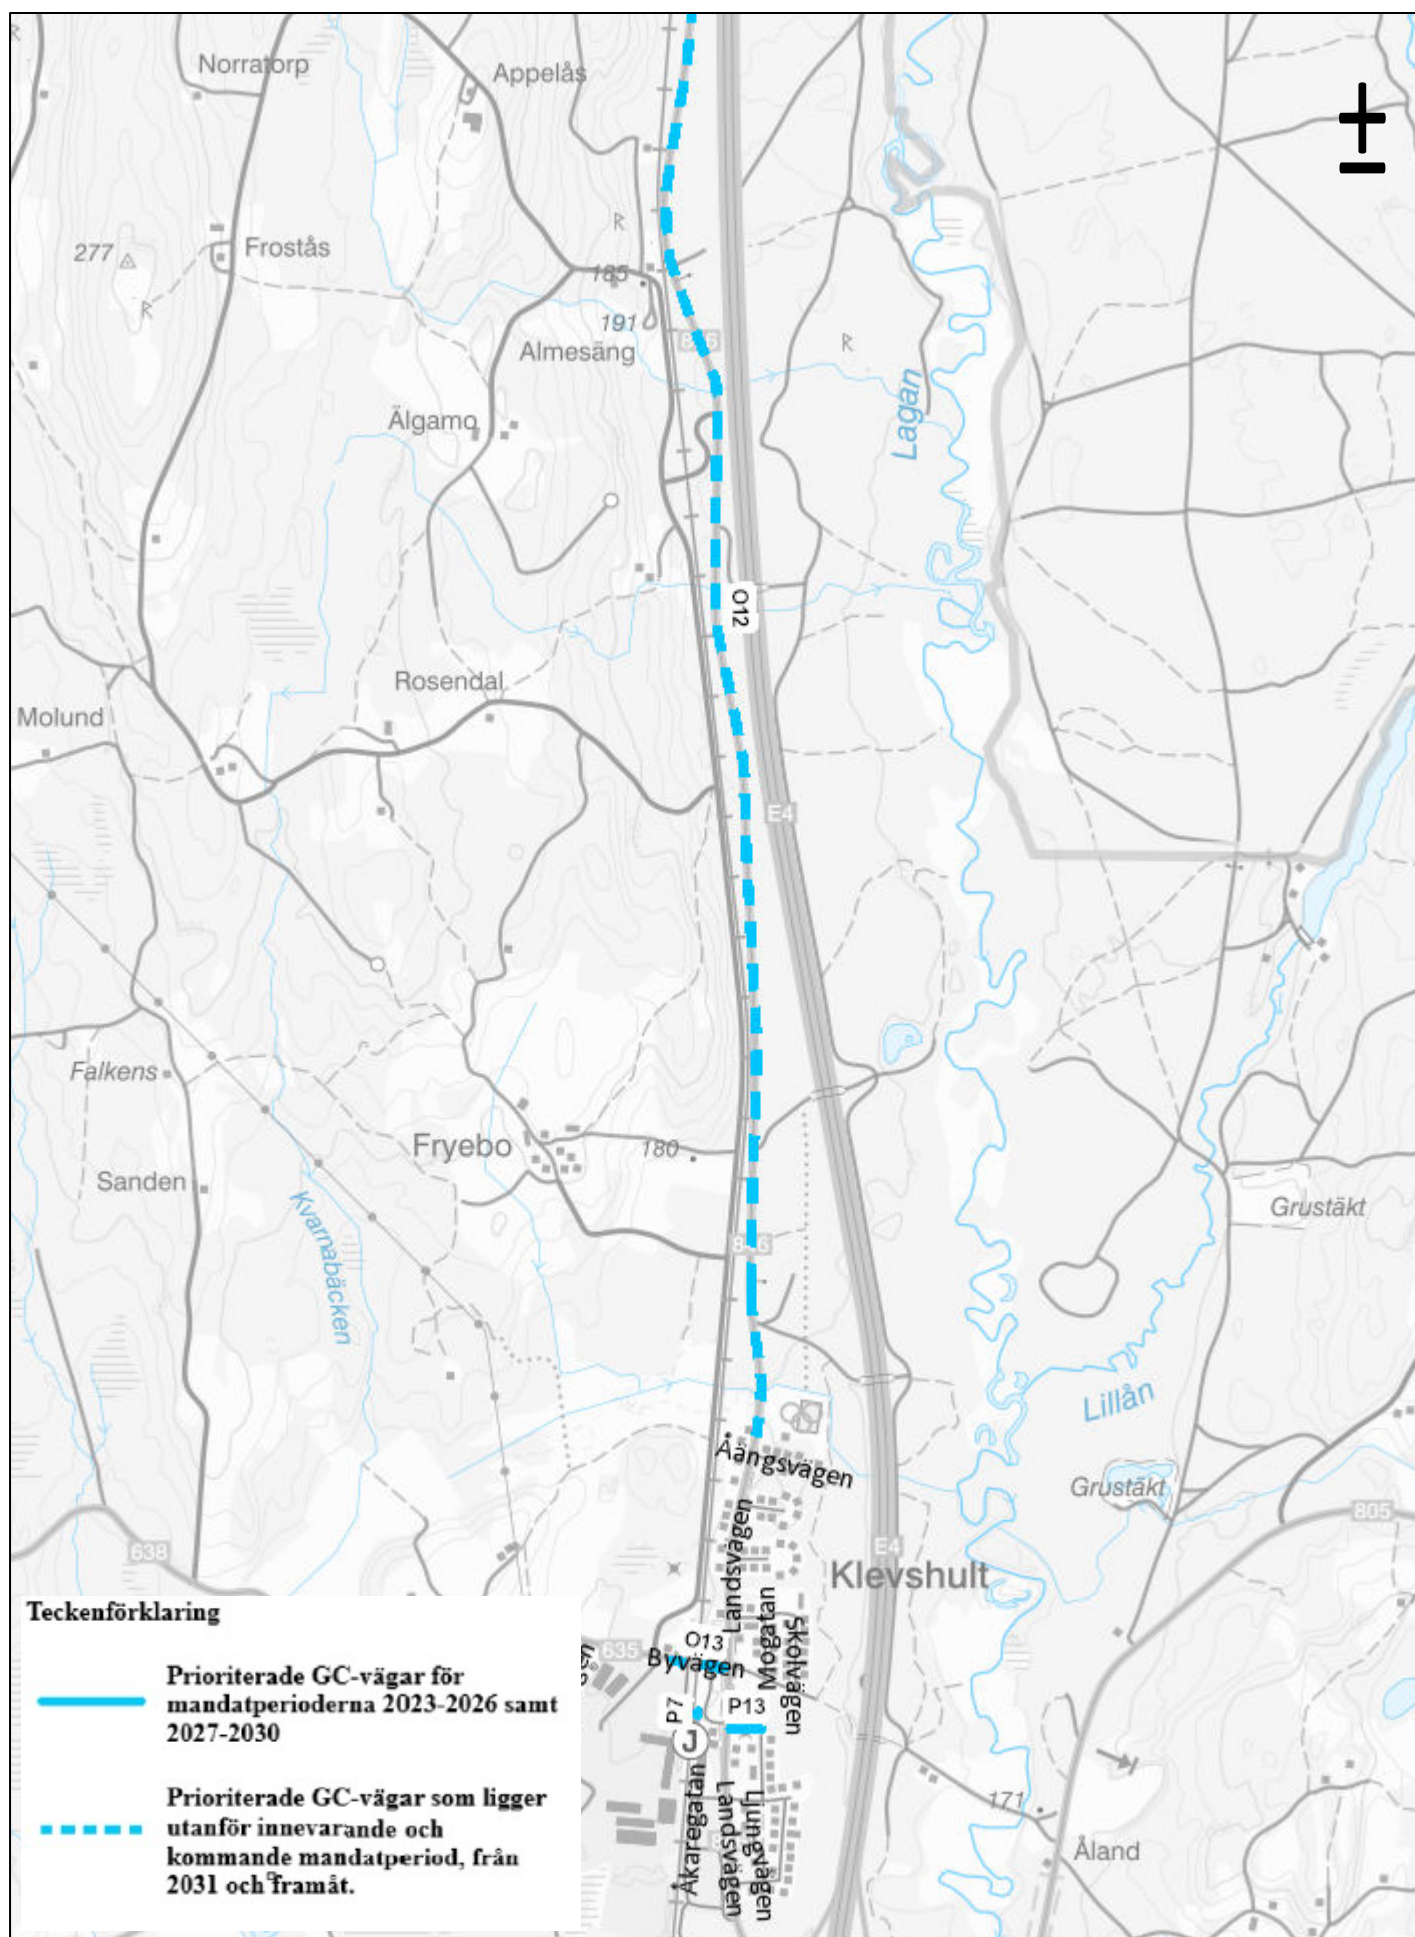 Norratorp
Appelås
R
277
Frostås
R
R
185
191
Almesäng
R
Älgamo
Lagan
O12
Rosendal
Molund
E4
Falkens
Fryebo
180
Sanden
Grustäkt
Kvarnabäcken
Lillån
Åängsvägen
Grustäkt
805
638
E4
Landsvägen
Klevshult
Mogatan
Skolvägen
O13
635
Byvägen
P7
P13
J
Åkaregatan
Landsvägen
Ljungvägen
171
Åland
Teckenförklaring
Prioriterade GC-vägar för
mandatperioderna 2023-2026 samt
2027-2030
Prioriterade GC-vägar som ligger
utanför innevarande och
kommande mandatperiod, från
2031 och framåt.